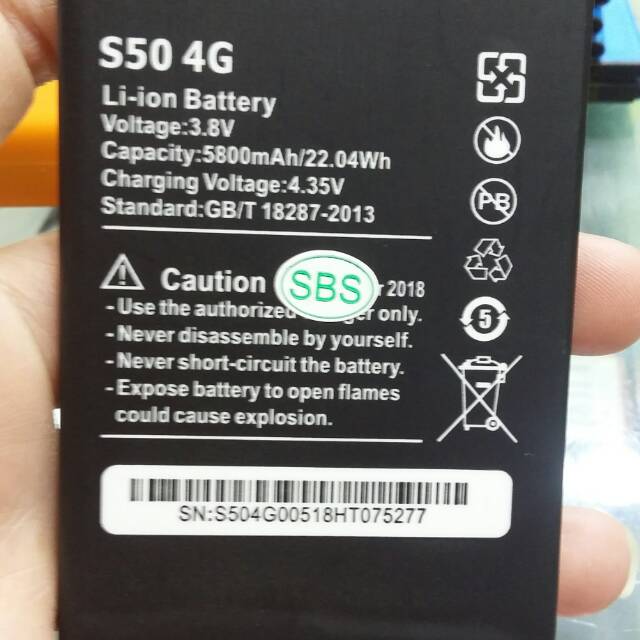 S50 4G
Li-ion Battery
Voltage:3.8V
Capacity:5800mAh/22.04Wh
Charging Voltage:4.35V
Standard:GB/T 18287-2013
PB
Caution SBS 2018
-Use the authorized only.
-Never disassemble by yourself.
-Never short-circuit the battery.
-Expose battery to open flames
could cause explosion.
5
SN:S504G00518HT075277